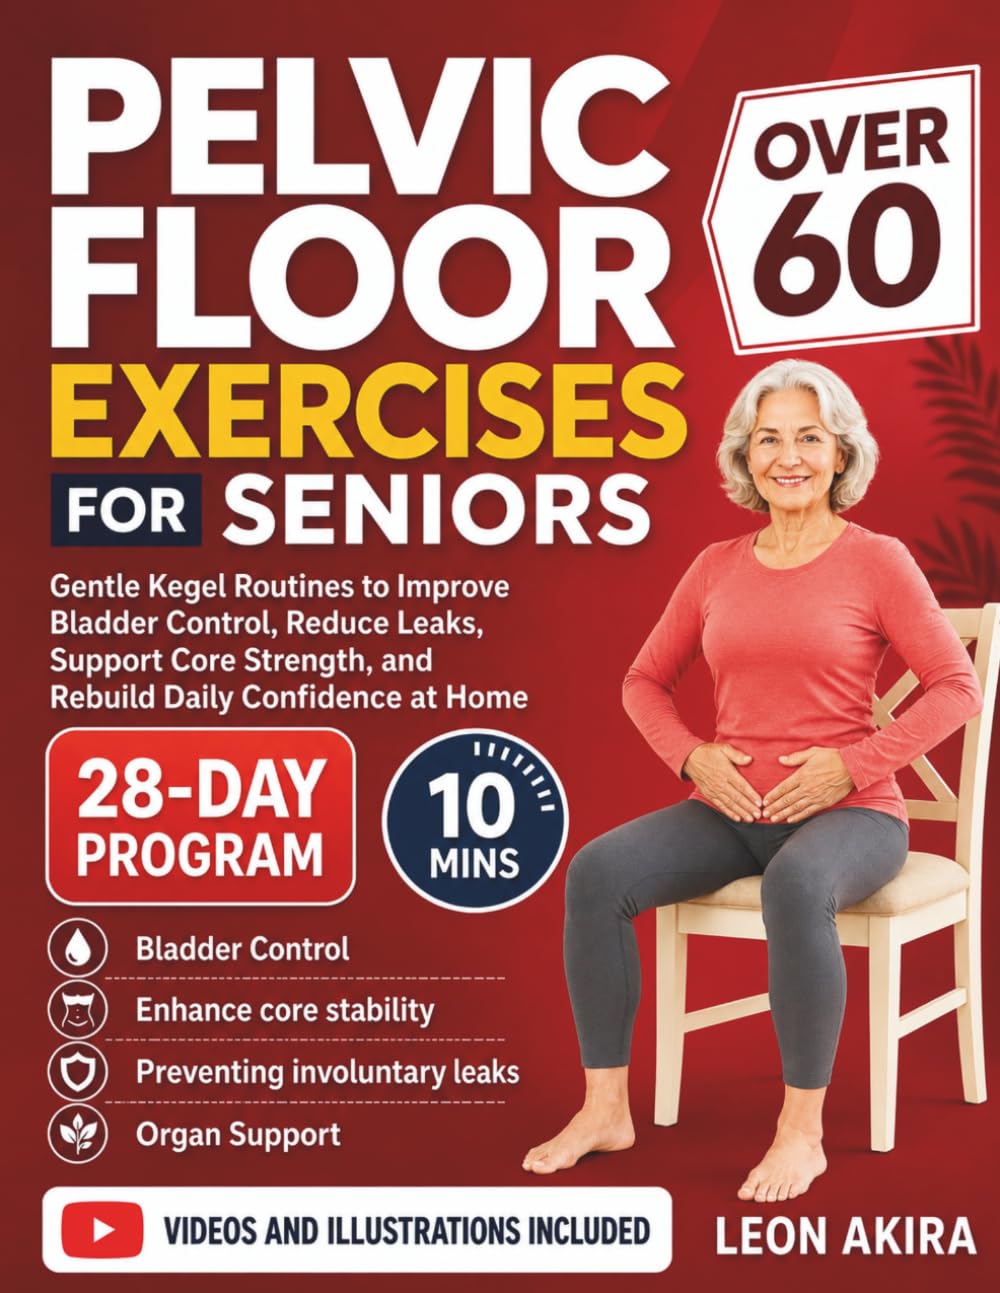 PELVIC
FLOOR
EXERCISES
FOR SENIORS
OVER
60
Gentle Kegel Routines to Improve
Bladder Control, Reduce Leaks,
Support Core Strength, and
Rebuild Daily Confidence at Home
28-DAY
PROGRAM
10
MINS
Bladder Control
Enhance core stability
Preventing involuntary leaks
Organ Support
VIDEOS AND ILLUSTRATIONS INCLUDED
LEON AKIRA